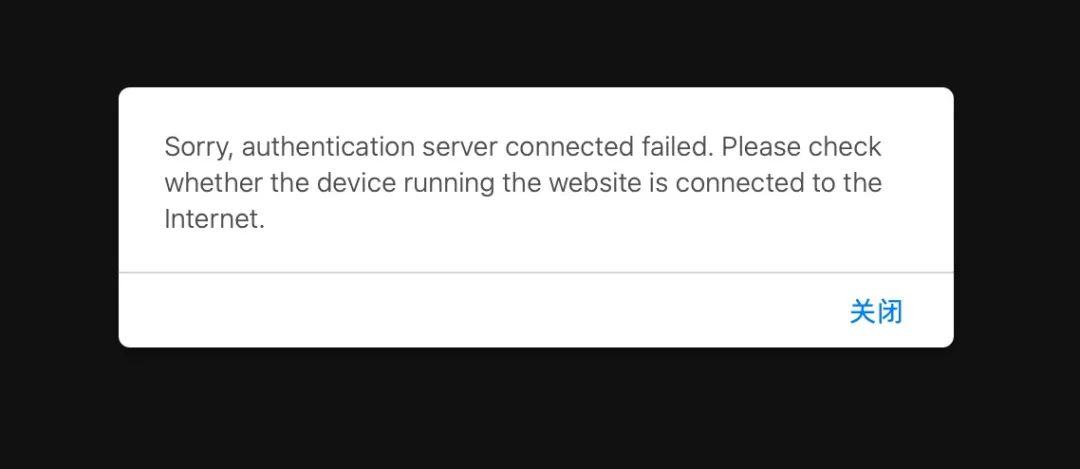 Sorry, authentication server connected failed. Please check
whether the device running the website is connected to the
Internet.
关闭